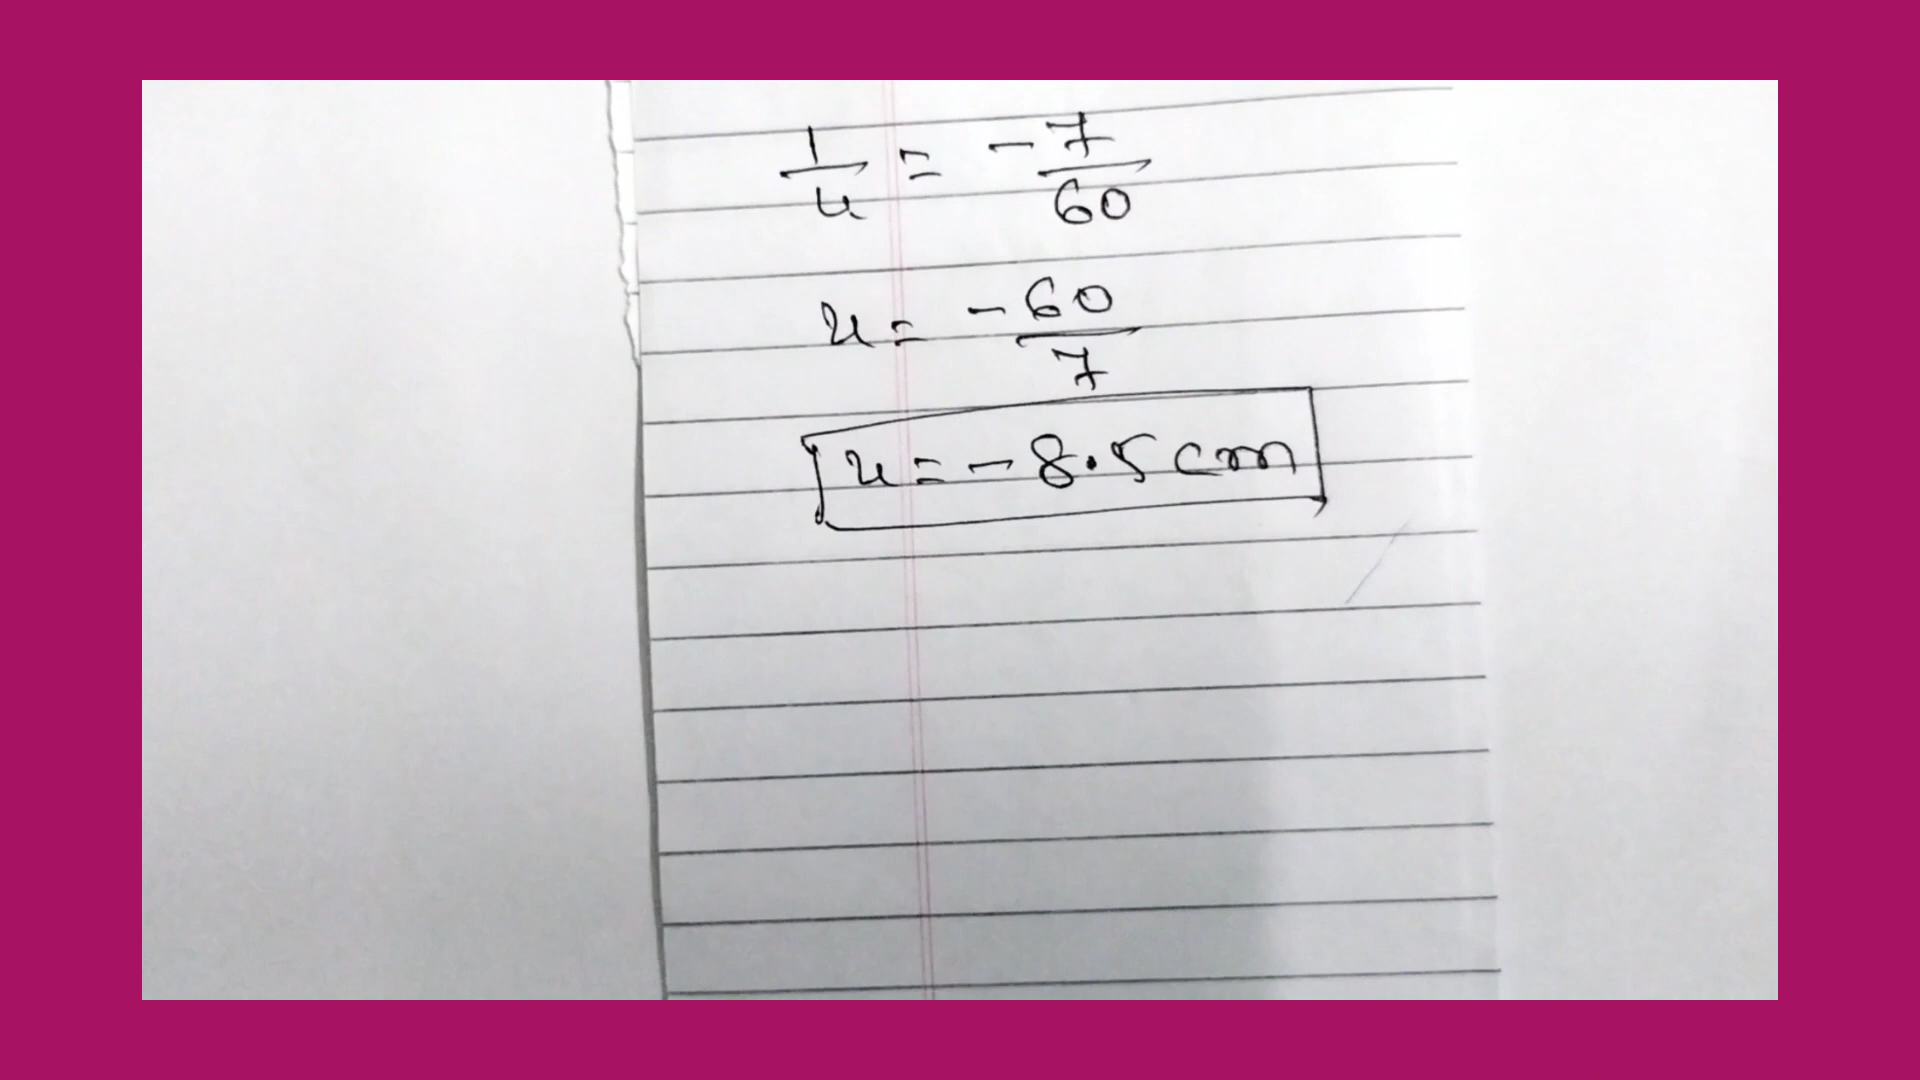 1/u = -7/60
u = -60/7
u = -8.5 cm